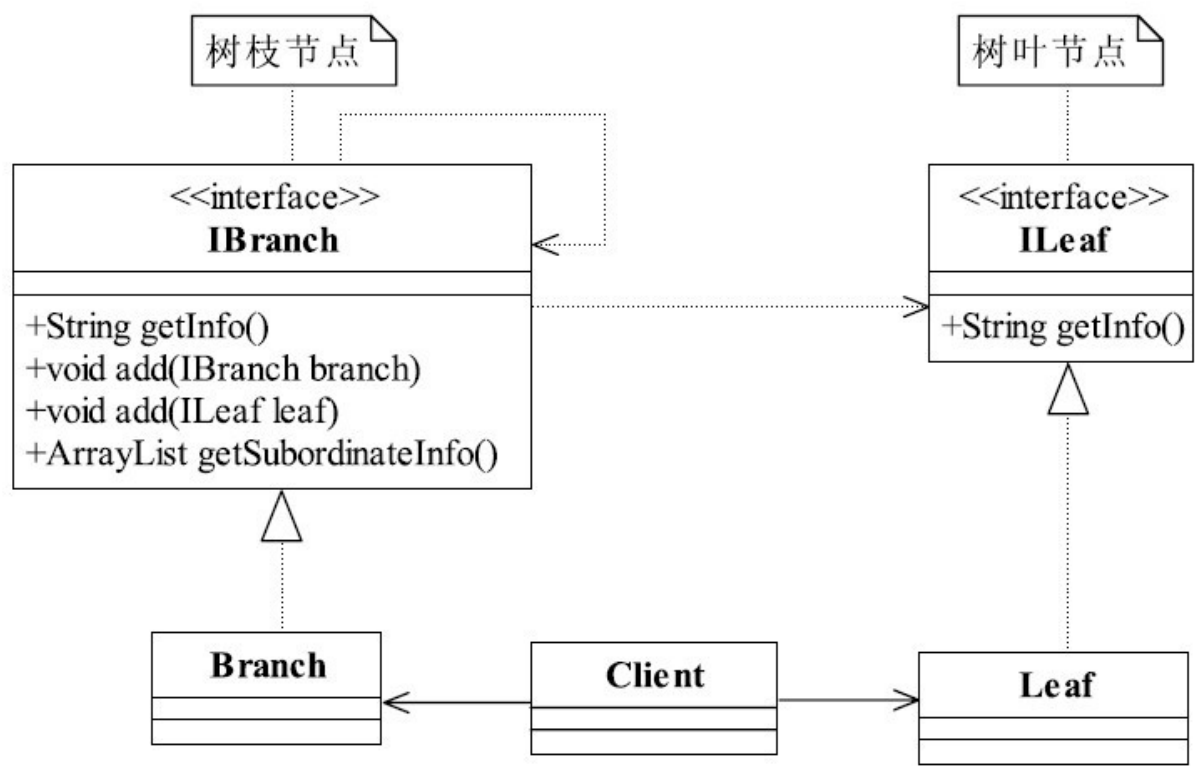 树枝节点
树叶节点
<<interface>>
IBranch
+String getInfo()
+void add(IBranch branch)
+void add(ILeaf leaf)
+ArrayList getSubordinateInfo()
<<interface>>
ILeaf
+String getInfo()
Branch
Client
Leaf